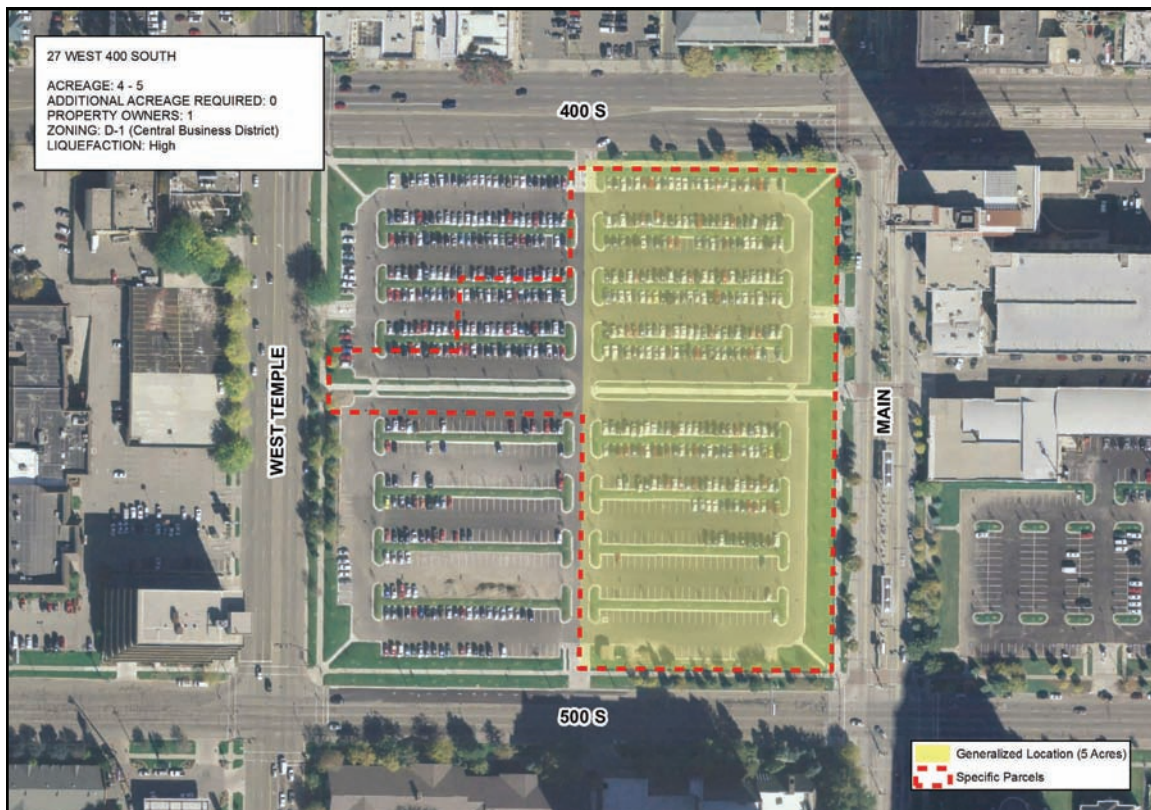 27 WEST 400 SOUTH
ACREAGE: 4 - 5
ADDITIONAL ACREAGE REQUIRED: 0
PROPERTY OWNERS: 1
ZONING: D-1 (Central Business District)
LIQUEFACTION: High
400 S
WEST TEMPLE
MAIN
500 S
Generalized Location (5 Acres)
Specific Parcels